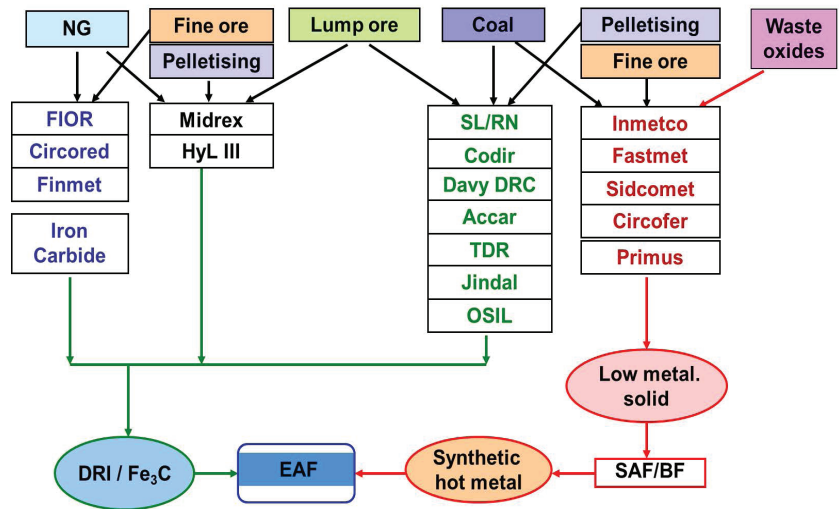 NG
Fine ore
Pelletising
Lump ore
Coal
Pelletising
Fine ore
Waste
oxides
FIOR
Circored
Finmet
Iron
Carbide
Midrex
HyL III
SL/RN
Codir
Davy DRC
Accar
TDR
Jindal
OSIL
Inmetco
Fastmet
Sidcomet
Circofer
Primus
Low metal.
solid
DRI / Fe₃C
EAF
Synthetic
hot metal
SAF/BF